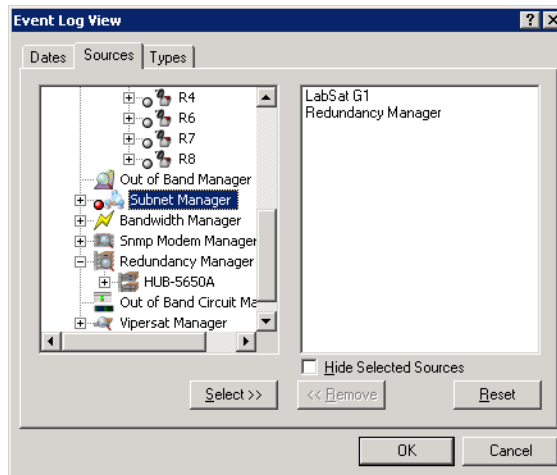 Event Log View
Dates Sources Types
R4
R6
R7
R8
Out of Band Manager
Subnet Manager
Bandwidth Manager
Snmp Modem Manager
Redundancy Manager
HUB-5650A
Out of Band Circuit Ma
Vipersat Manager
LabSat G1
Redundancy Manager
Hide Selected Sources
Select >> << Remove Reset
OK Cancel